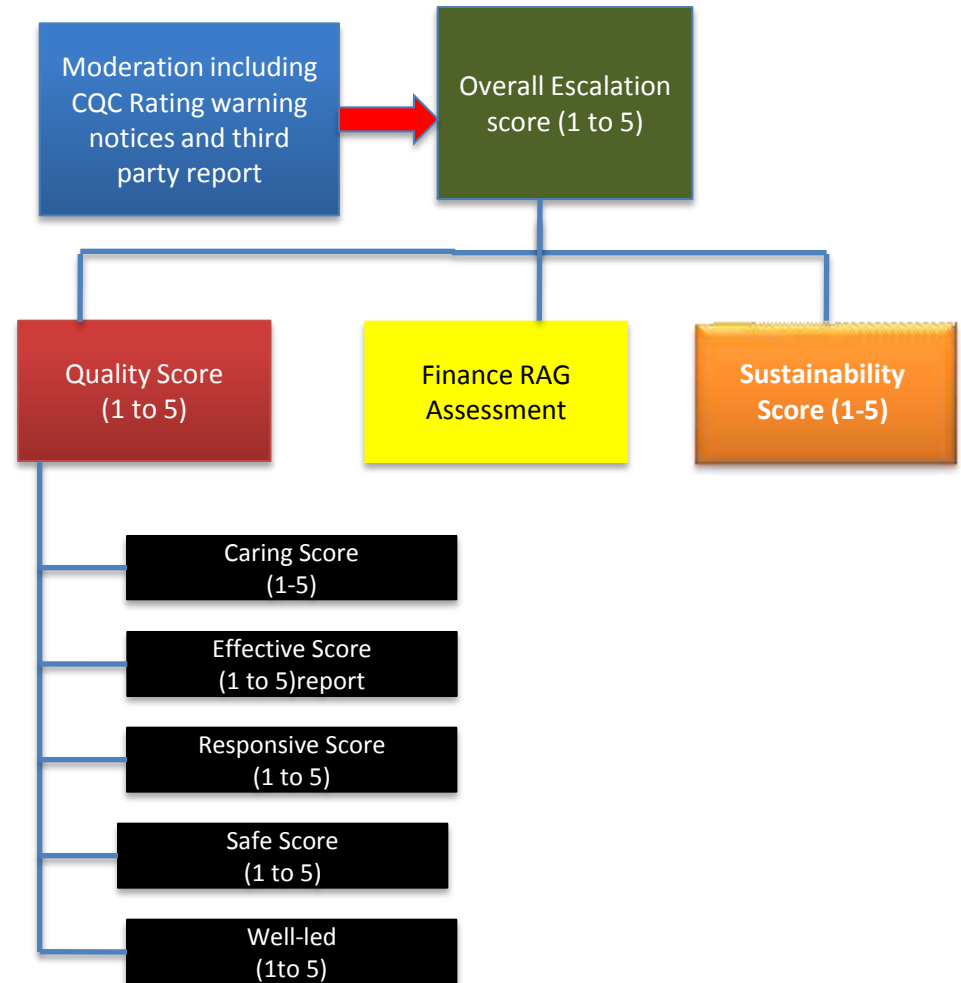 Moderation including
CQC Rating warning
notices and third
party report
Overall Escalation
score (1 to 5)
Quality Score
(1 to 5)
Finance RAG
Assessment
Sustainability
Score (1-5)
Caring Score
(1-5)
Effective Score
(1 to 5)report
Responsive Score
(1 to 5)
Safe Score
(1 to 5)
Well-led
(1to 5)